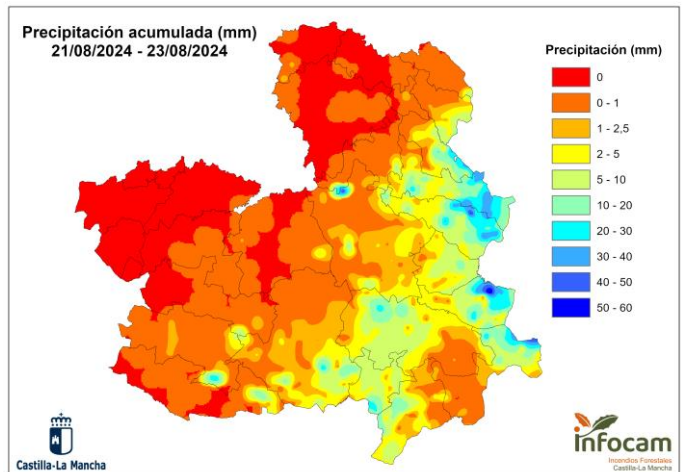 Precipitación acumulada (mm)
21/08/2024 - 23/08/2024
Precipitación (mm)
0
0 - 1
1 - 2,5
2 - 5
5 - 10
10 - 20
20 - 30
30 - 40
40 - 50
50 - 60
Castilla-La Mancha
infocam
Incendios Forestales
Castilla-La Mancha